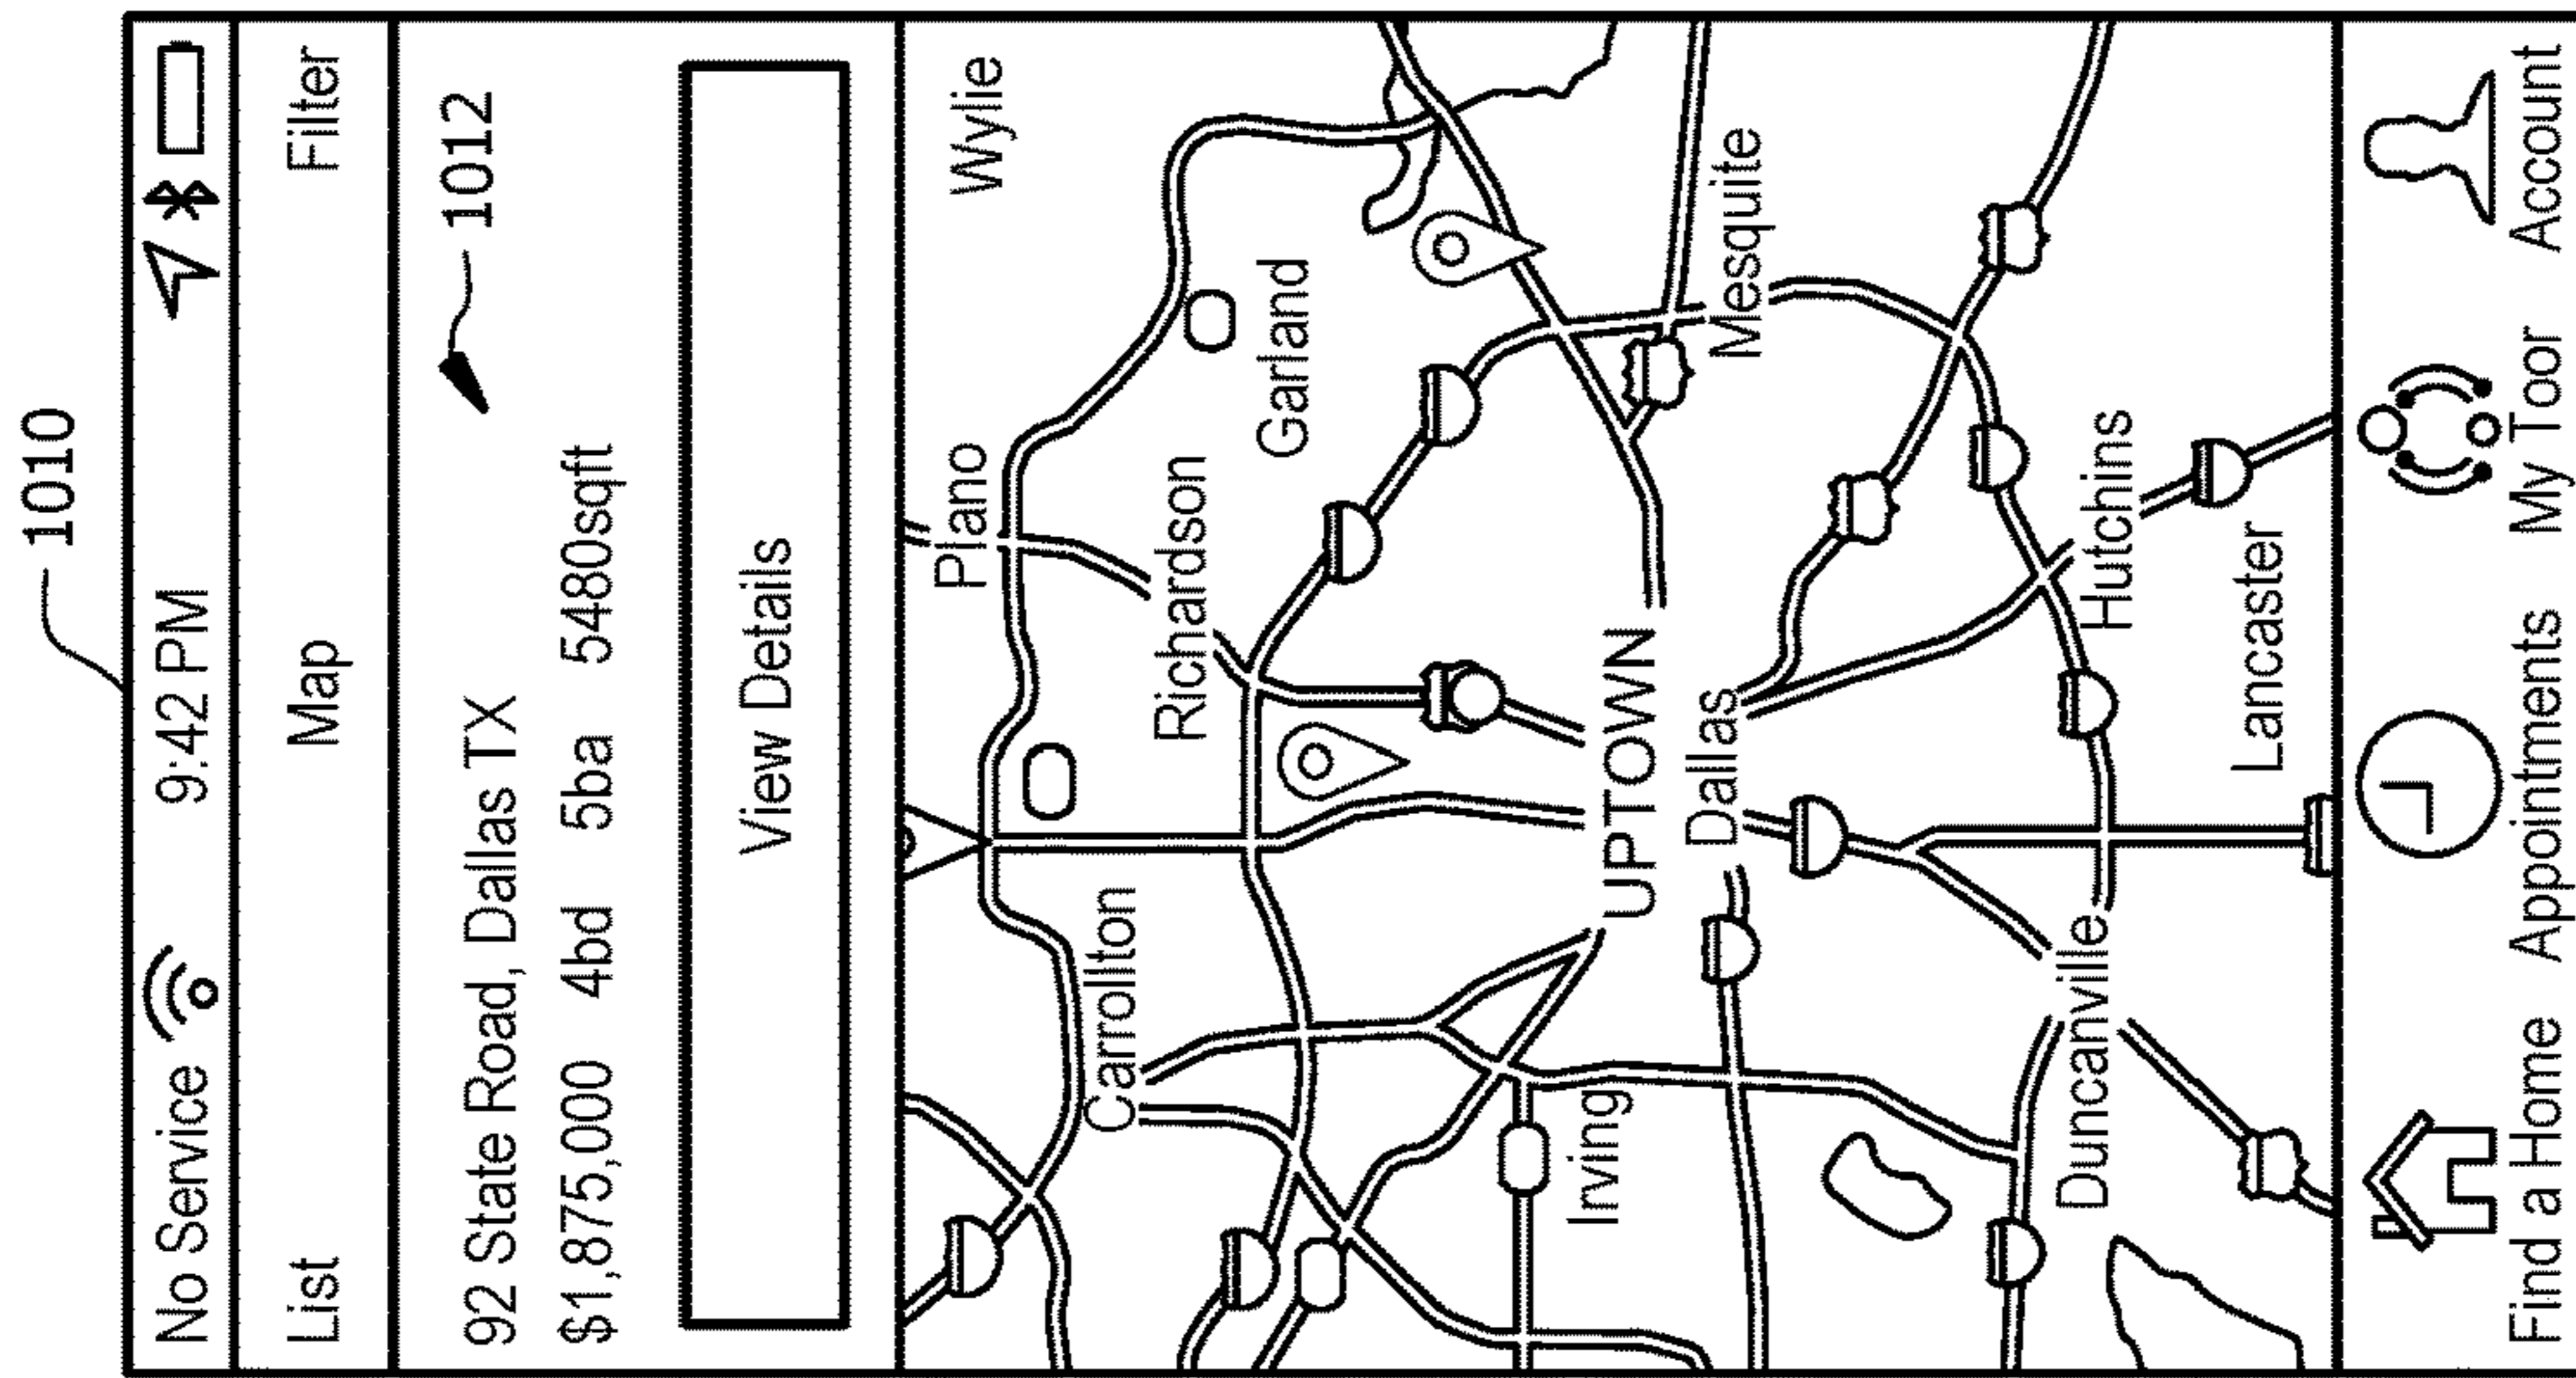 1010
No Service 9:42 PM
List Map Filter
1012
92 State Road, Dallas TX
$1,875,000 4bd 5ba 5480sqft
View Details
Plano
Wylie
Carrollton
Richardson
Garland
Irving
UPTOWN
Dallas
Mesquite
Duncanville
Hutchins
Lancaster
Find a Home Appointments My Toor Account